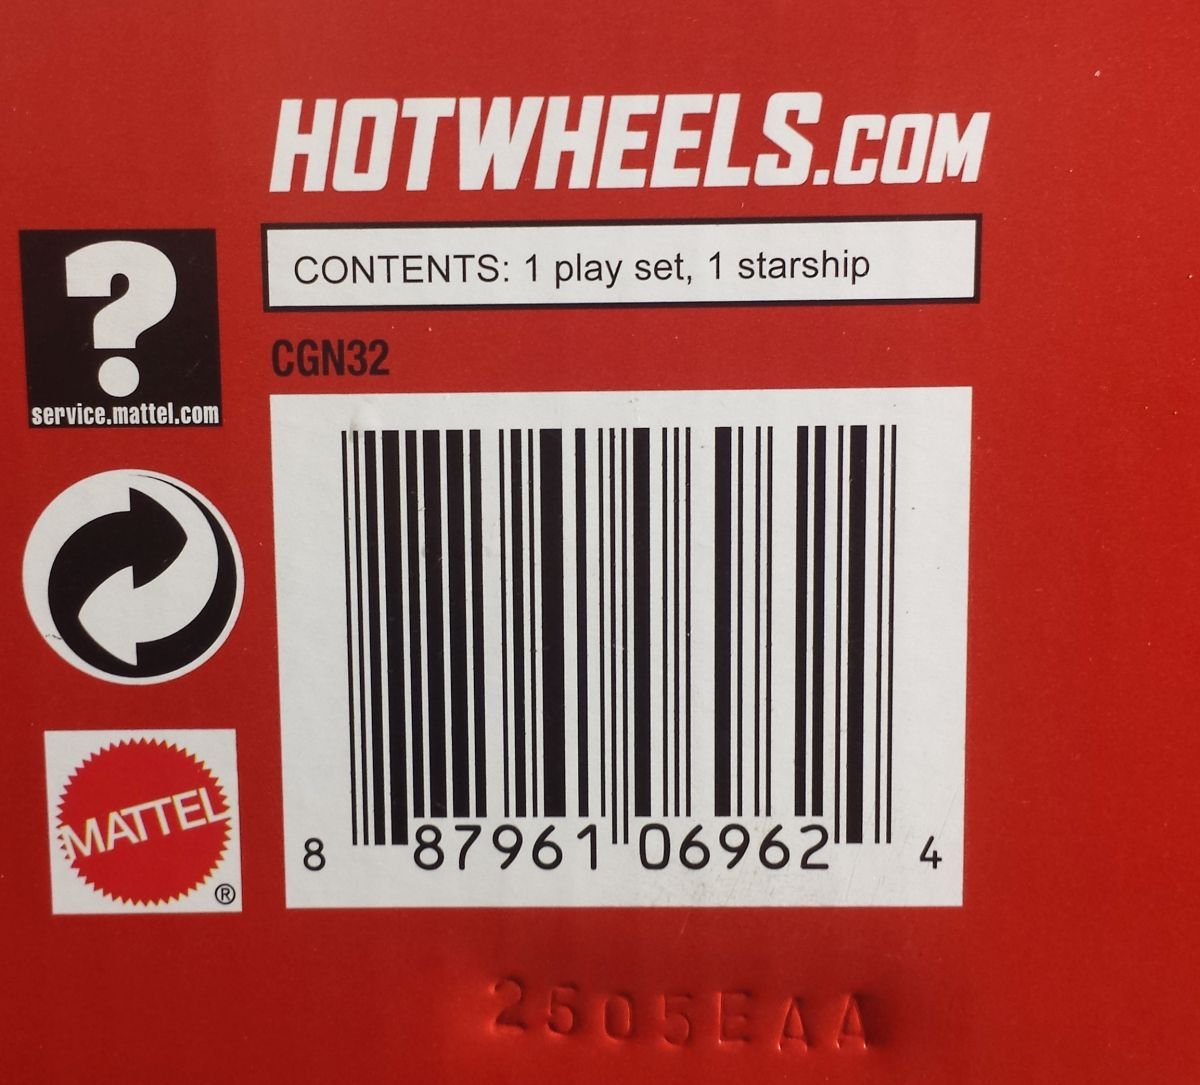 HOTWHEELS.COM
CONTENTS: 1 play set, 1 starship
?
service.mattel.com
CGN32
MATTEL
®
8 87961 06962 4
2505EAA